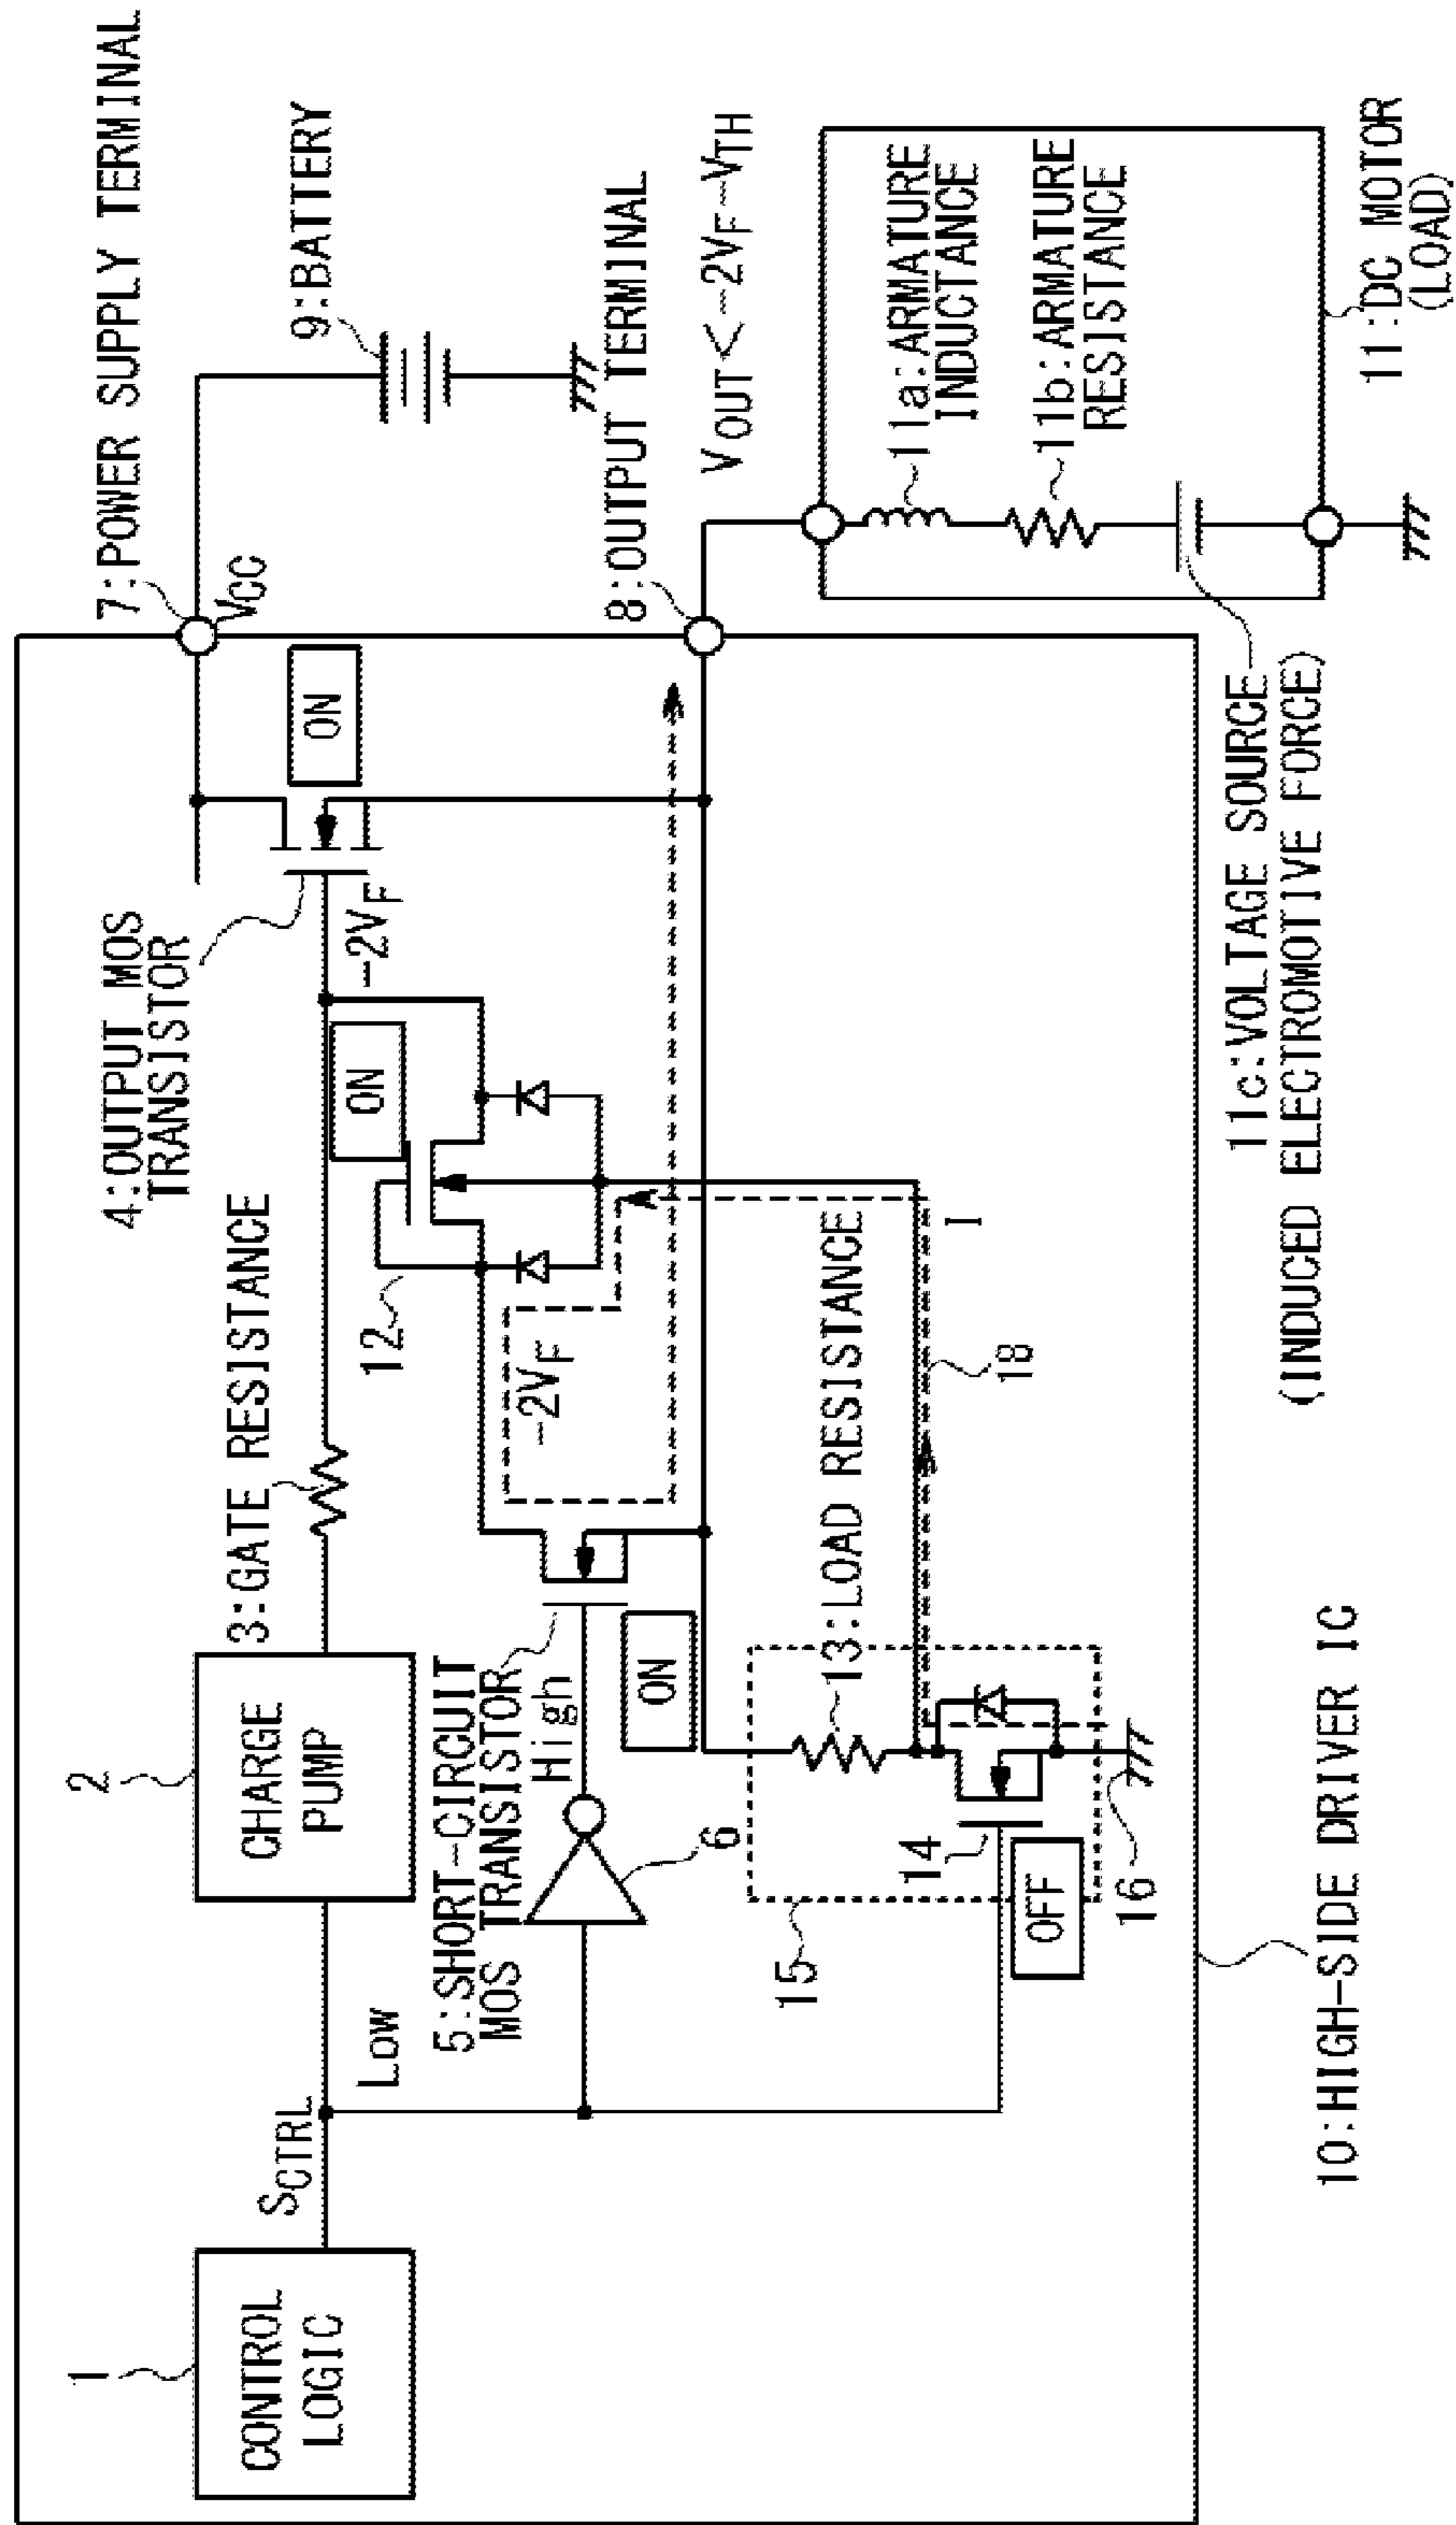 1
CONTROL
LOGIC
SCTRL
Low
2
CHARGE
PUMP
3:GATE RESISTANCE
4:OUTPUT MOS
TRANSISTOR
-2VF
ON
7:POWER SUPPLY TERMINAL
VCC
9:BATTERY
ON
12
-2VF
5:SHORT-CIRCUIT
MOS TRANSISTOR
High
ON
6
8:OUTPUT TERMINAL
VOUT<-2VF-VTH
11a:ARMATURE
INDUCTANCE
11b:ARMATURE
RESISTANCE
11:DC MOTOR
(LOAD)
11c:VOLTAGE SOURCE
(INDUCED ELECTROMOTIVE FORCE)
13:LOAD RESISTANCE
I
18
15
14
OFF
16
10:HIGH-SIDE DRIVER IC